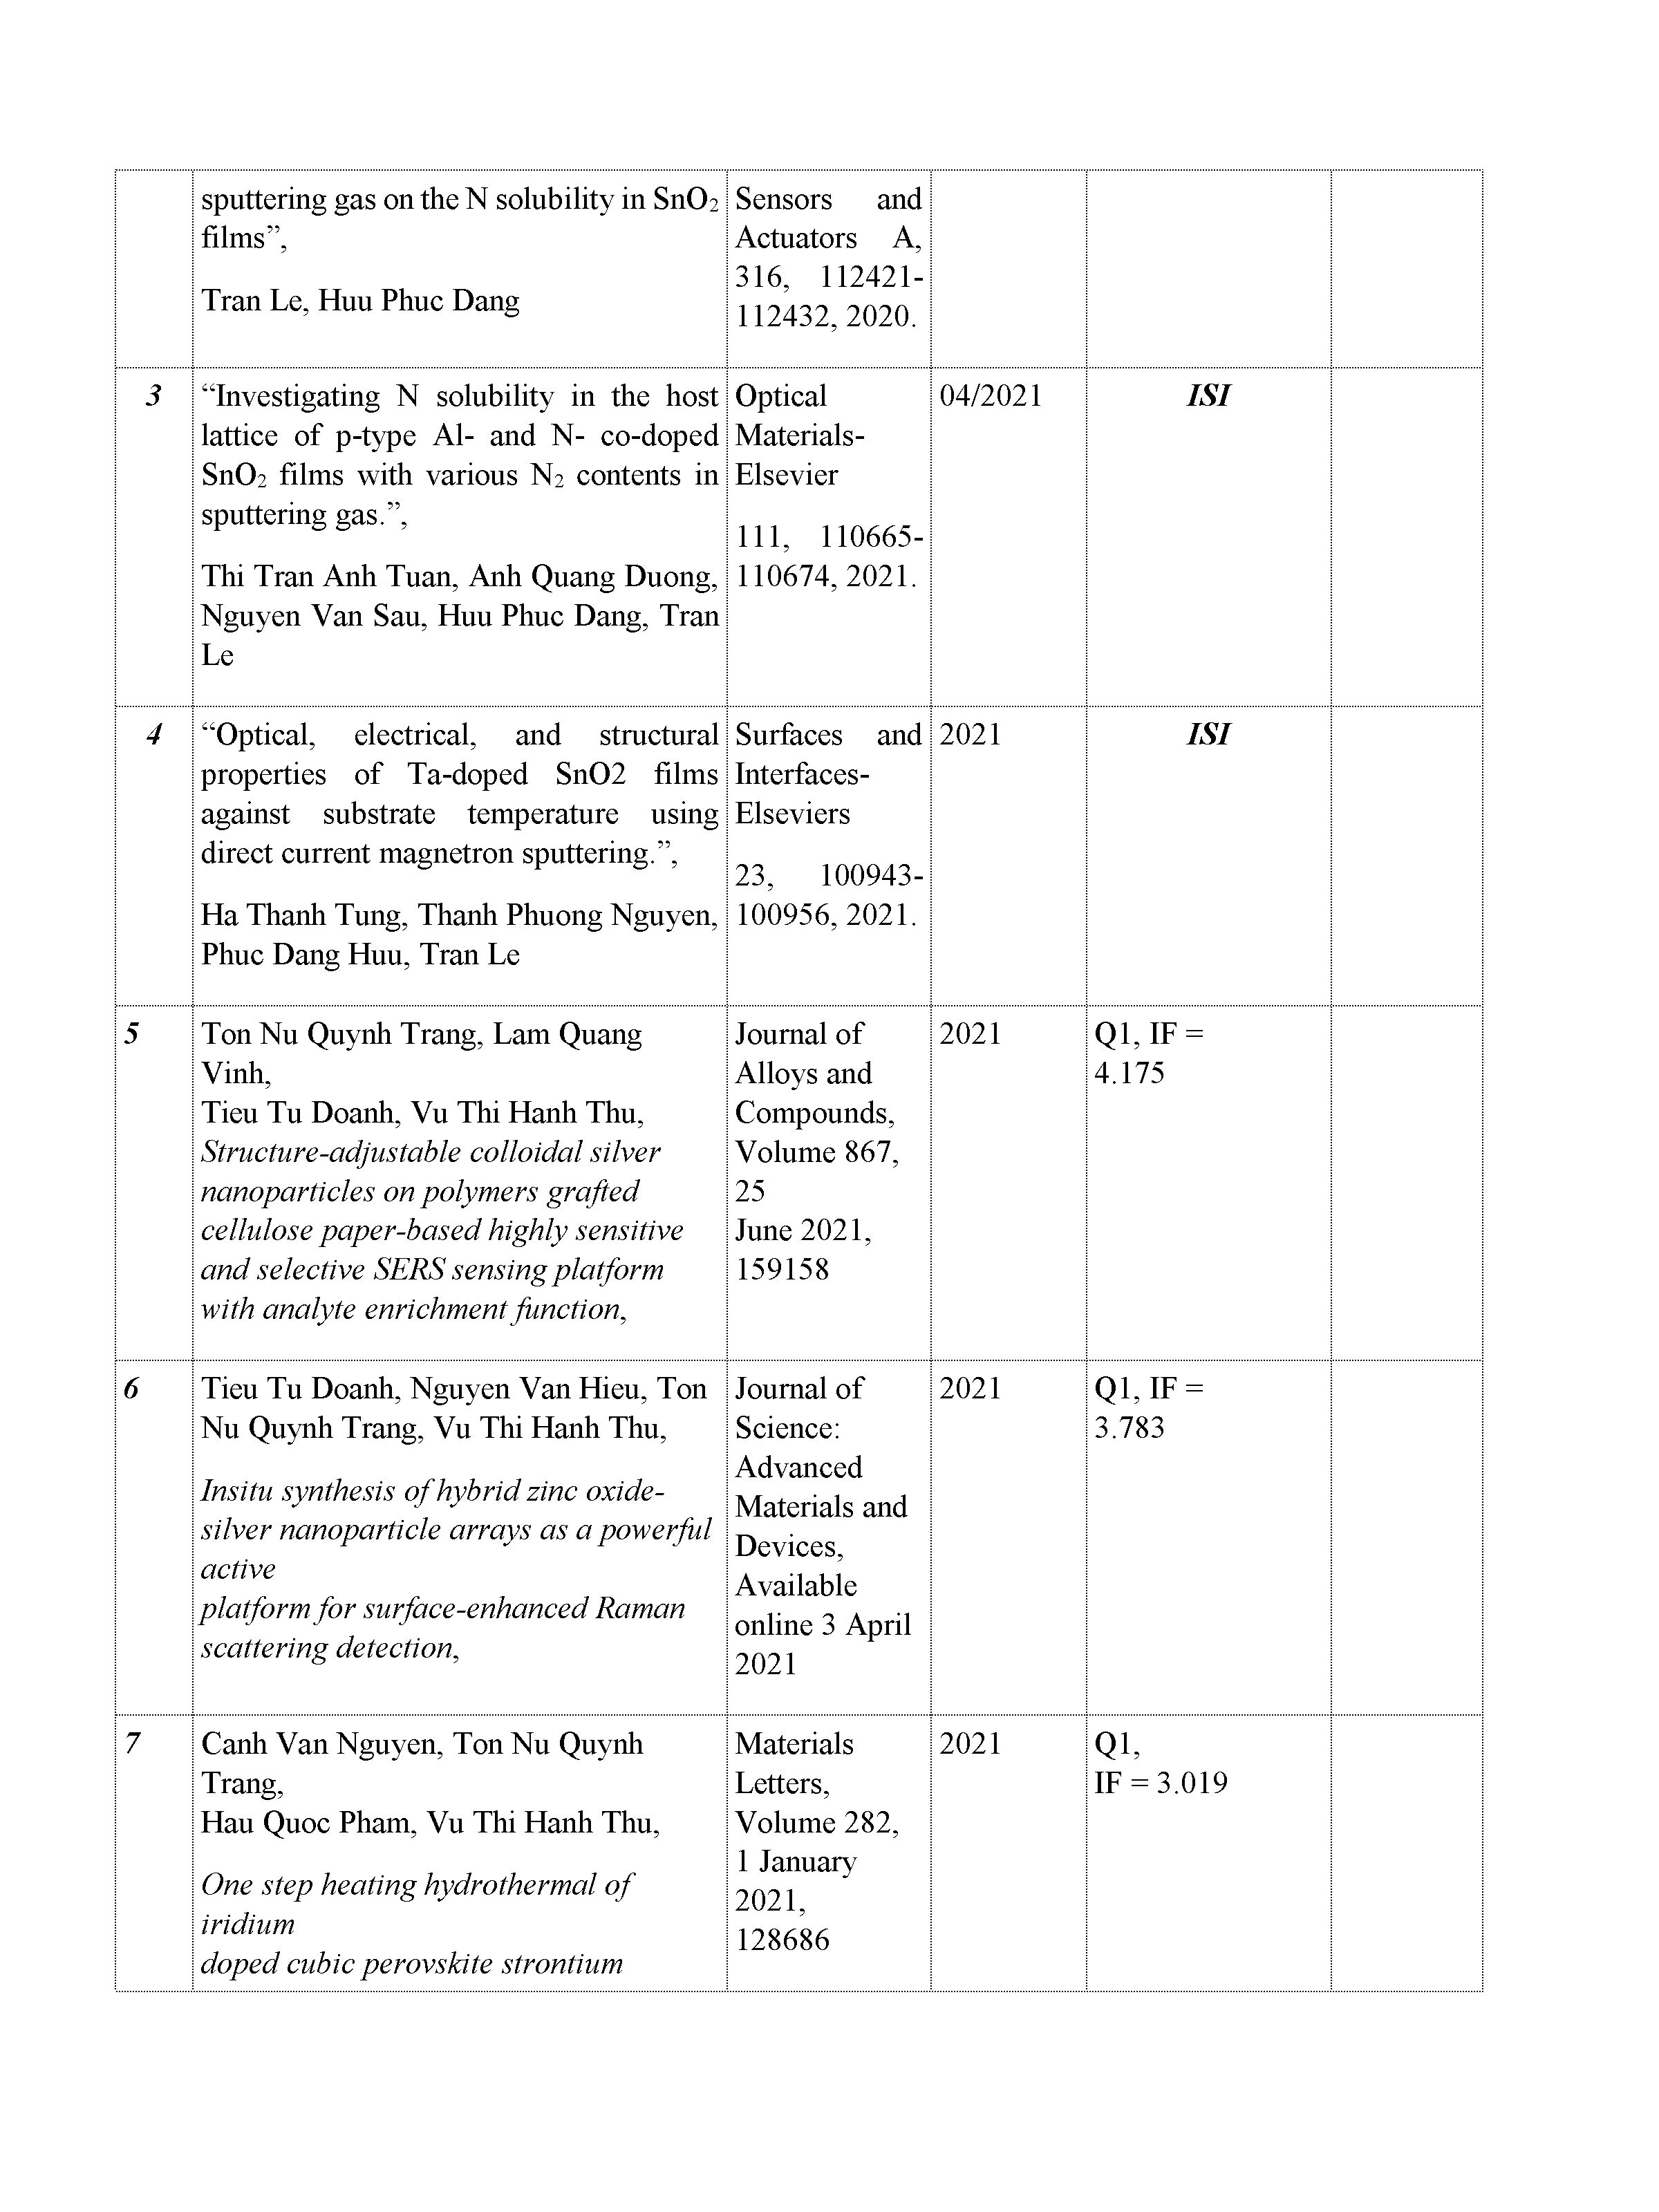 sputtering gas on the N solubility in SnO₂
films”,
Tran Le, Huu Phuc Dang
Sensors and
Actuators A,
316, 112421-
112432, 2020.
3
“Investigating N solubility in the host
lattice of p-type Al- and N- co-doped
SnO₂ films with various N₂ contents in
sputtering gas.”,
Thi Tran Anh Tuan, Anh Quang Duong,
Nguyen Van Sau, Huu Phuc Dang, Tran
Le
Optical
Materials-
Elsevier
111, 110665-
110674, 2021.
04/2021
ISI
4
“Optical, electrical, and structural
properties of Ta-doped SnO2 films
against substrate temperature using
direct current magnetron sputtering.”,
Ha Thanh Tung, Thanh Phuong Nguyen,
Phuc Dang Huu, Tran Le
Surfaces and
Interfaces-
Elseviers
23, 100943-
100956, 2021.
2021
ISI
5
Ton Nu Quynh Trang, Lam Quang
Vinh,
Tieu Tu Doanh, Vu Thi Hanh Thu,
Structure-adjustable colloidal silver
nanoparticles on polymers grafted
cellulose paper-based highly sensitive
and selective SERS sensing platform
with analyte enrichment function,
Journal of
Alloys and
Compounds,
Volume 867,
25
June 2021,
159158
2021
Q1, IF =
4.175
6
Tieu Tu Doanh, Nguyen Van Hieu, Ton
Nu Quynh Trang, Vu Thi Hanh Thu,
Insitu synthesis of hybrid zinc oxide-
silver nanoparticle arrays as a powerful
active
platform for surface-enhanced Raman
scattering detection,
Journal of
Science:
Advanced
Materials and
Devices,
Available
online 3 April
2021
2021
Q1, IF =
3.783
7
Canh Van Nguyen, Ton Nu Quynh
Trang,
Hau Quoc Pham, Vu Thi Hanh Thu,
One step heating hydrothermal of
iridium
doped cubic perovskite strontium
Materials
Letters,
Volume 282,
1 January
2021,
128686
2021
Q1,
IF = 3.019